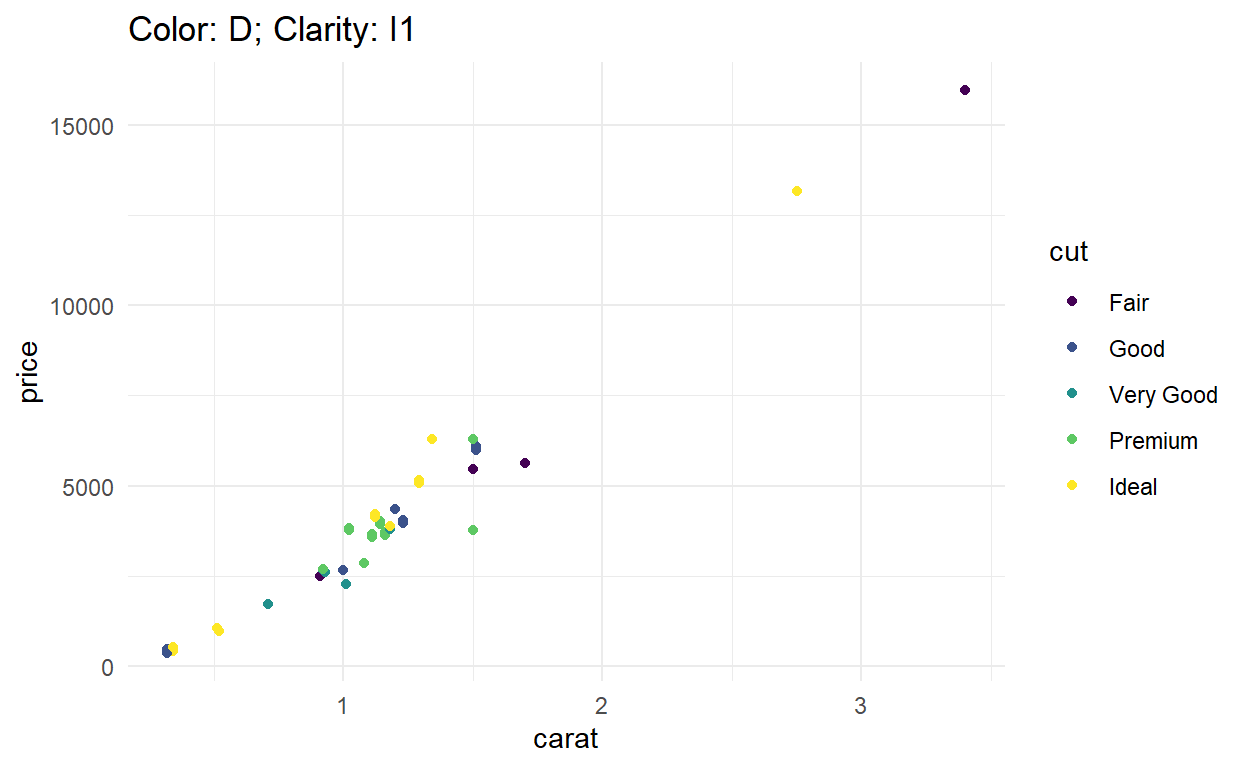 Color: D; Clarity: I1
15000
10000
5000
0
price
1
2
3
carat
cut
Fair
Good
Very Good
Premium
Ideal